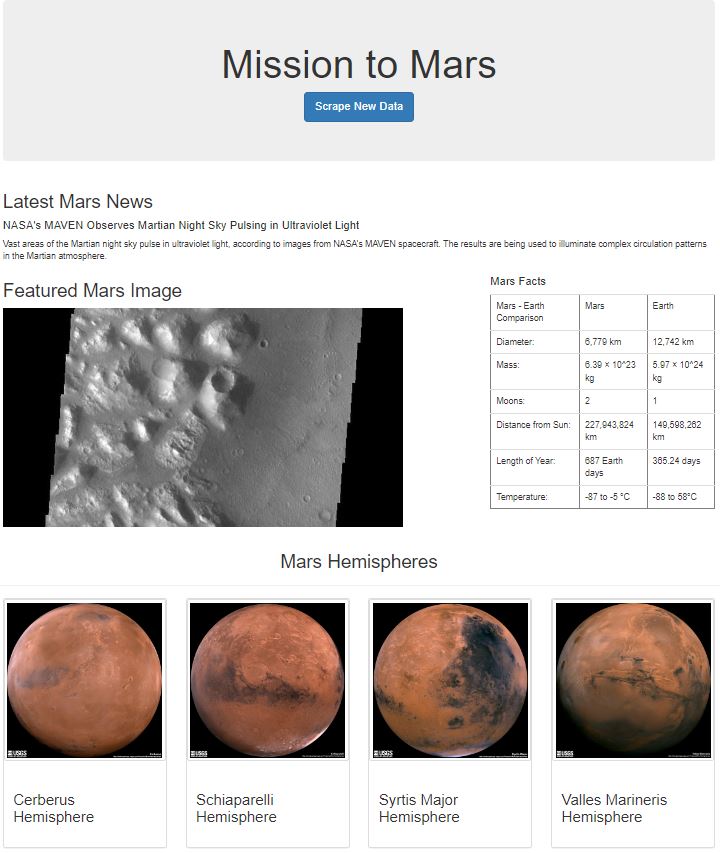 Mission to Mars
Scrape New Data
Latest Mars News
NASA's MAVEN Observes Martian Night Sky Pulsing in Ultraviolet Light
Vast areas of the Martian night sky pulse in ultraviolet light, according to images from NASA's MAVEN spacecraft. The results are being used to illuminate complex circulation patterns
in the Martian atmosphere.
Featured Mars Image
Mars Facts
Mars - Earth Comparison Mars Earth
Diameter: 6,779 km 12,742 km
Mass: 6.39 × 10^23 kg 5.97 × 10^24 kg
Moons: 2 1
Distance from Sun: 227,943,824 km 149,598,262 km
Length of Year: 687 Earth days 365.24 days
Temperature: -87 to -5 °C -88 to 58°C
Mars Hemispheres
USGS
USGS
USGS
USGS
Cerberus
Hemisphere
Schiaparelli
Hemisphere
Syrtis Major
Hemisphere
Valles Marineris
Hemisphere